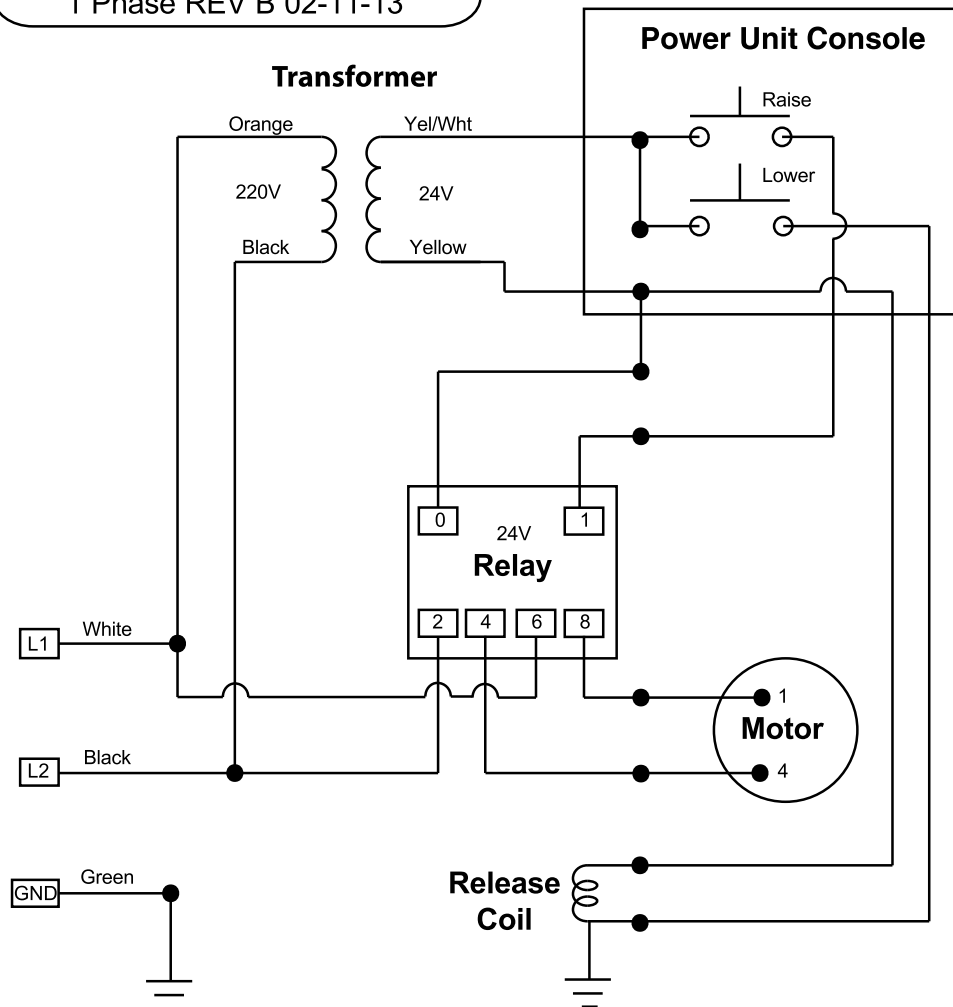 1 Phase REV B 02-11-13
Power Unit Console
Transformer
Orange
Yel/Wht
Raise
220V
24V
Lower
Black
Yellow
0
24V
1
Relay
2
4
6
8
L1
White
1
Motor
4
L2
Black
GND
Green
Release
Coil